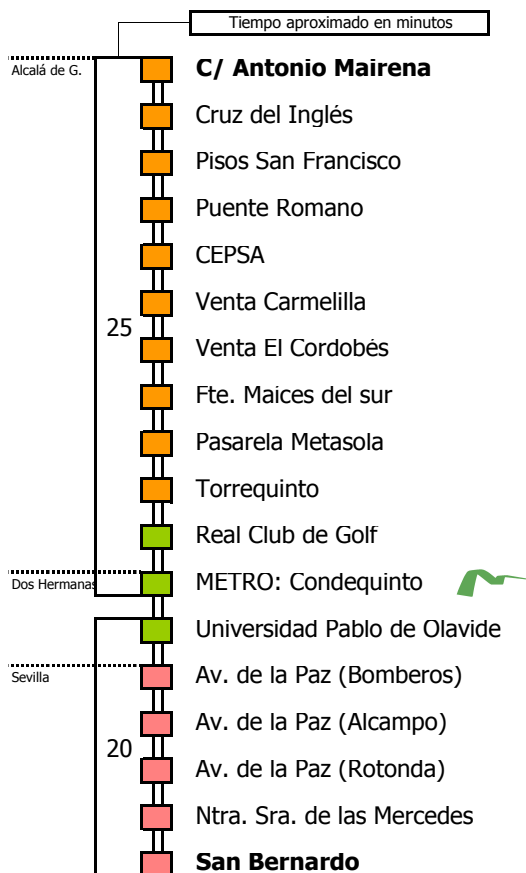 Tiempo aproximado en minutos
Alcalá de G.
C/ Antonio Mairena
Cruz del Inglés
Pisos San Francisco
Puente Romano
CEPSA
Venta Carmelilla
25
Venta El Cordobés
Fte. Maices del sur
Pasarela Metasola
Torrequinto
Real Club de Golf
Dos Hermanas
METRO: Condequinto
Universidad Pablo de Olavide
Sevilla
Av. de la Paz (Bomberos)
Av. de la Paz (Alcampo)
20
Av. de la Paz (Rotonda)
Ntra. Sra. de las Mercedes
San Bernardo